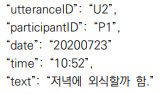 “utteranceID”: “U2”,
“participantID”: “P1”,
“date”: “20200723”
“time”: “10:52”,
“text”: “저녁에 외식할까 함.”